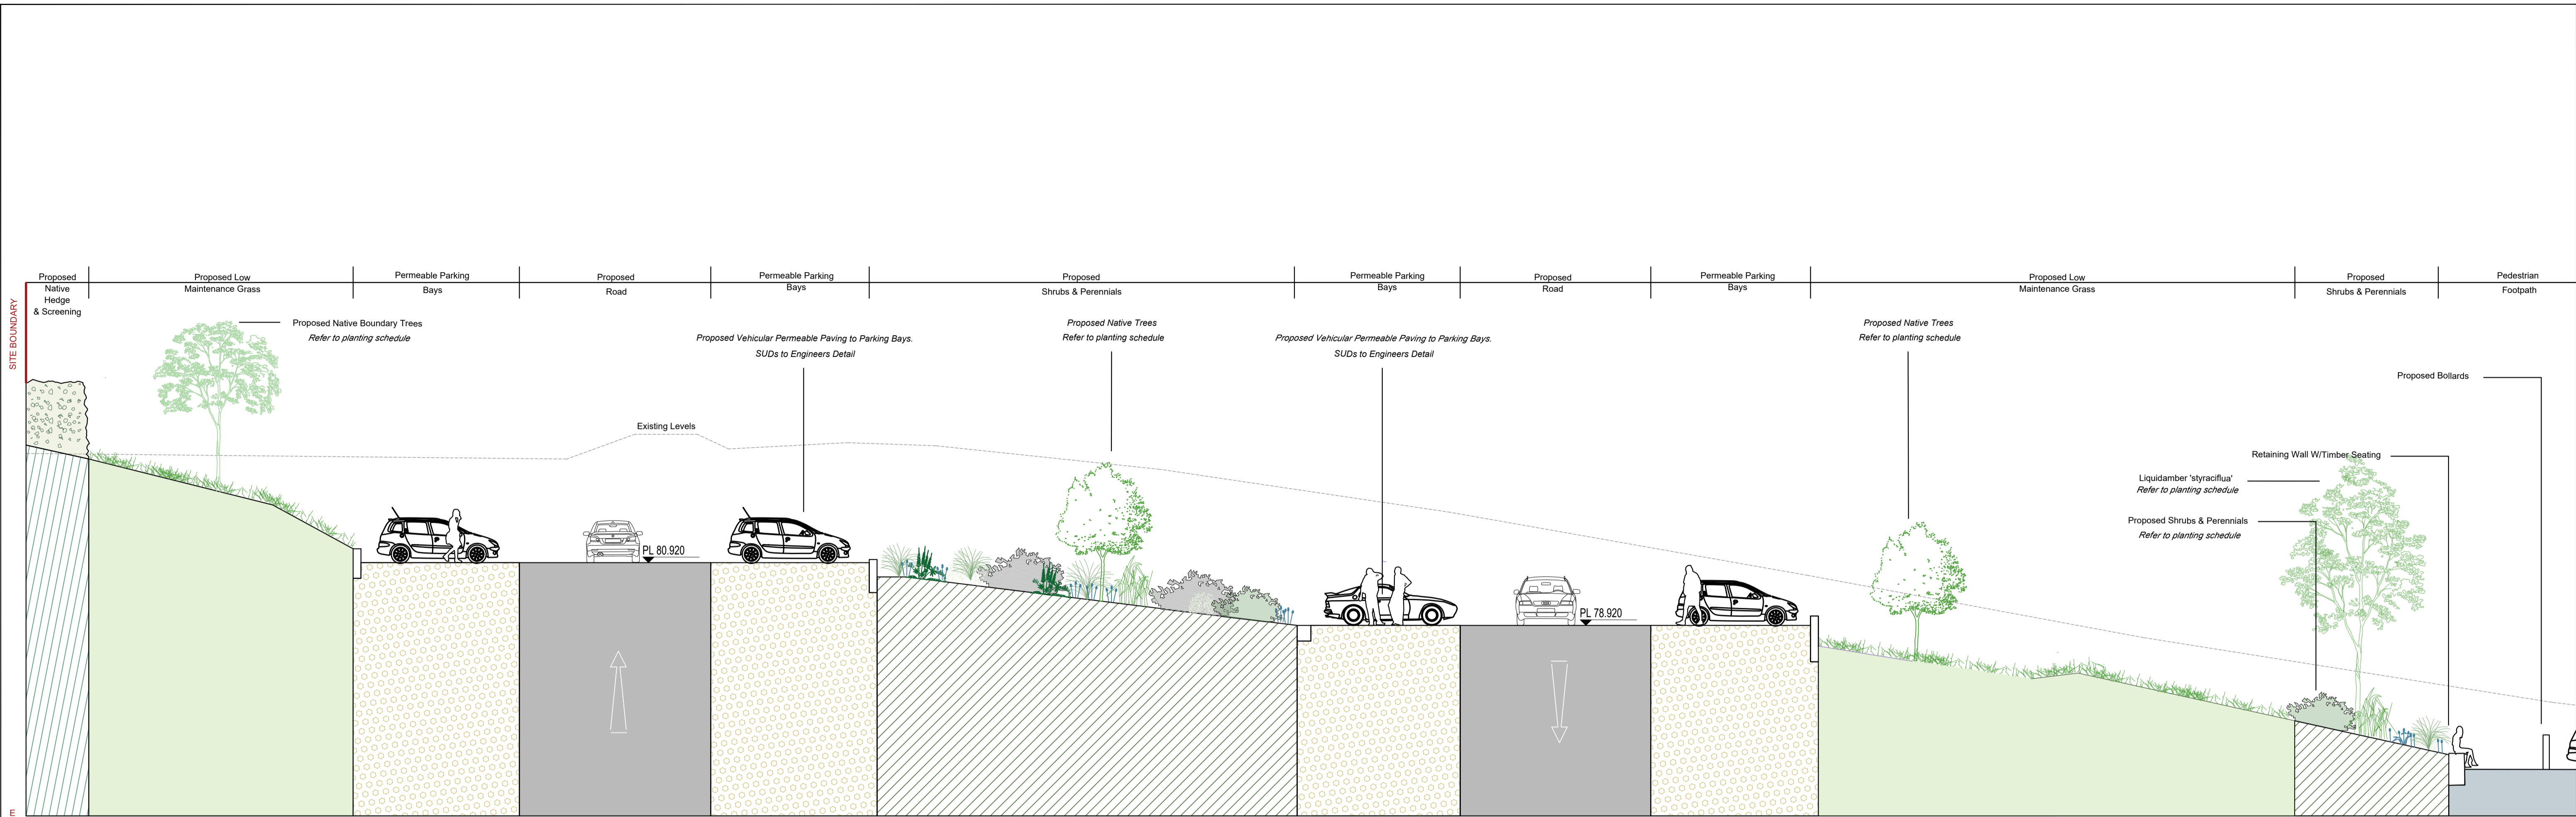 SITE BOUNDARY
Proposed
Native
Hedge
& Screening
Proposed Low
Maintenance Grass
Permeable Parking
Bays
Proposed
Road
Permeable Parking
Bays
Proposed
Shrubs & Perennials
Permeable Parking
Bays
Proposed
Road
Permeable Parking
Bays
Proposed Low
Maintenance Grass
Proposed
Shrubs & Perennials
Pedestrian
Footpath
Proposed Native Boundary Trees
Refer to planting schedule
Proposed Vehicular Permeable Paving to Parking Bays.
SUDs to Engineers Detail
Proposed Native Trees
Refer to planting schedule
Proposed Vehicular Permeable Paving to Parking Bays.
SUDs to Engineers Detail
Proposed Native Trees
Refer to planting schedule
Proposed Bollards
Existing Levels
Retaining Wall W/Timber Seating
Liquidamber 'styraciflua'
Refer to planting schedule
Proposed Shrubs & Perennials
Refer to planting schedule
PL 80.920
PL 78.920
E